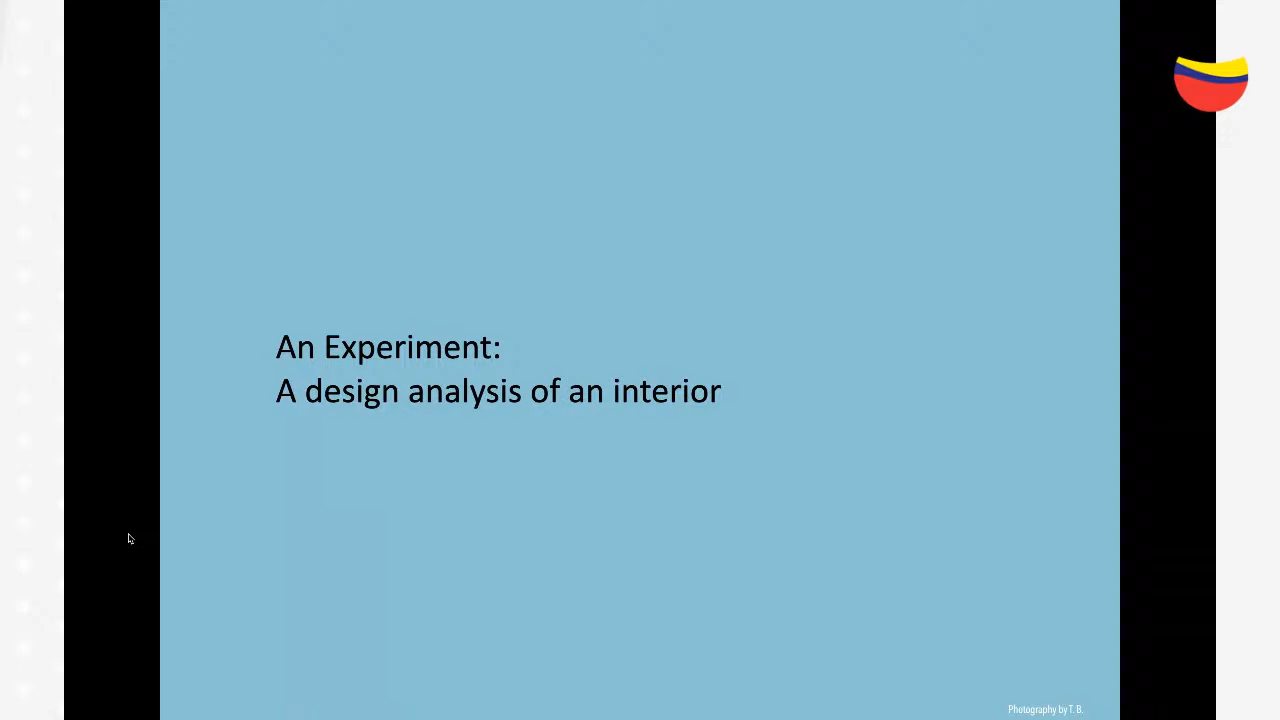 An Experiment:
A design analysis of an interior
Photography by T. B.